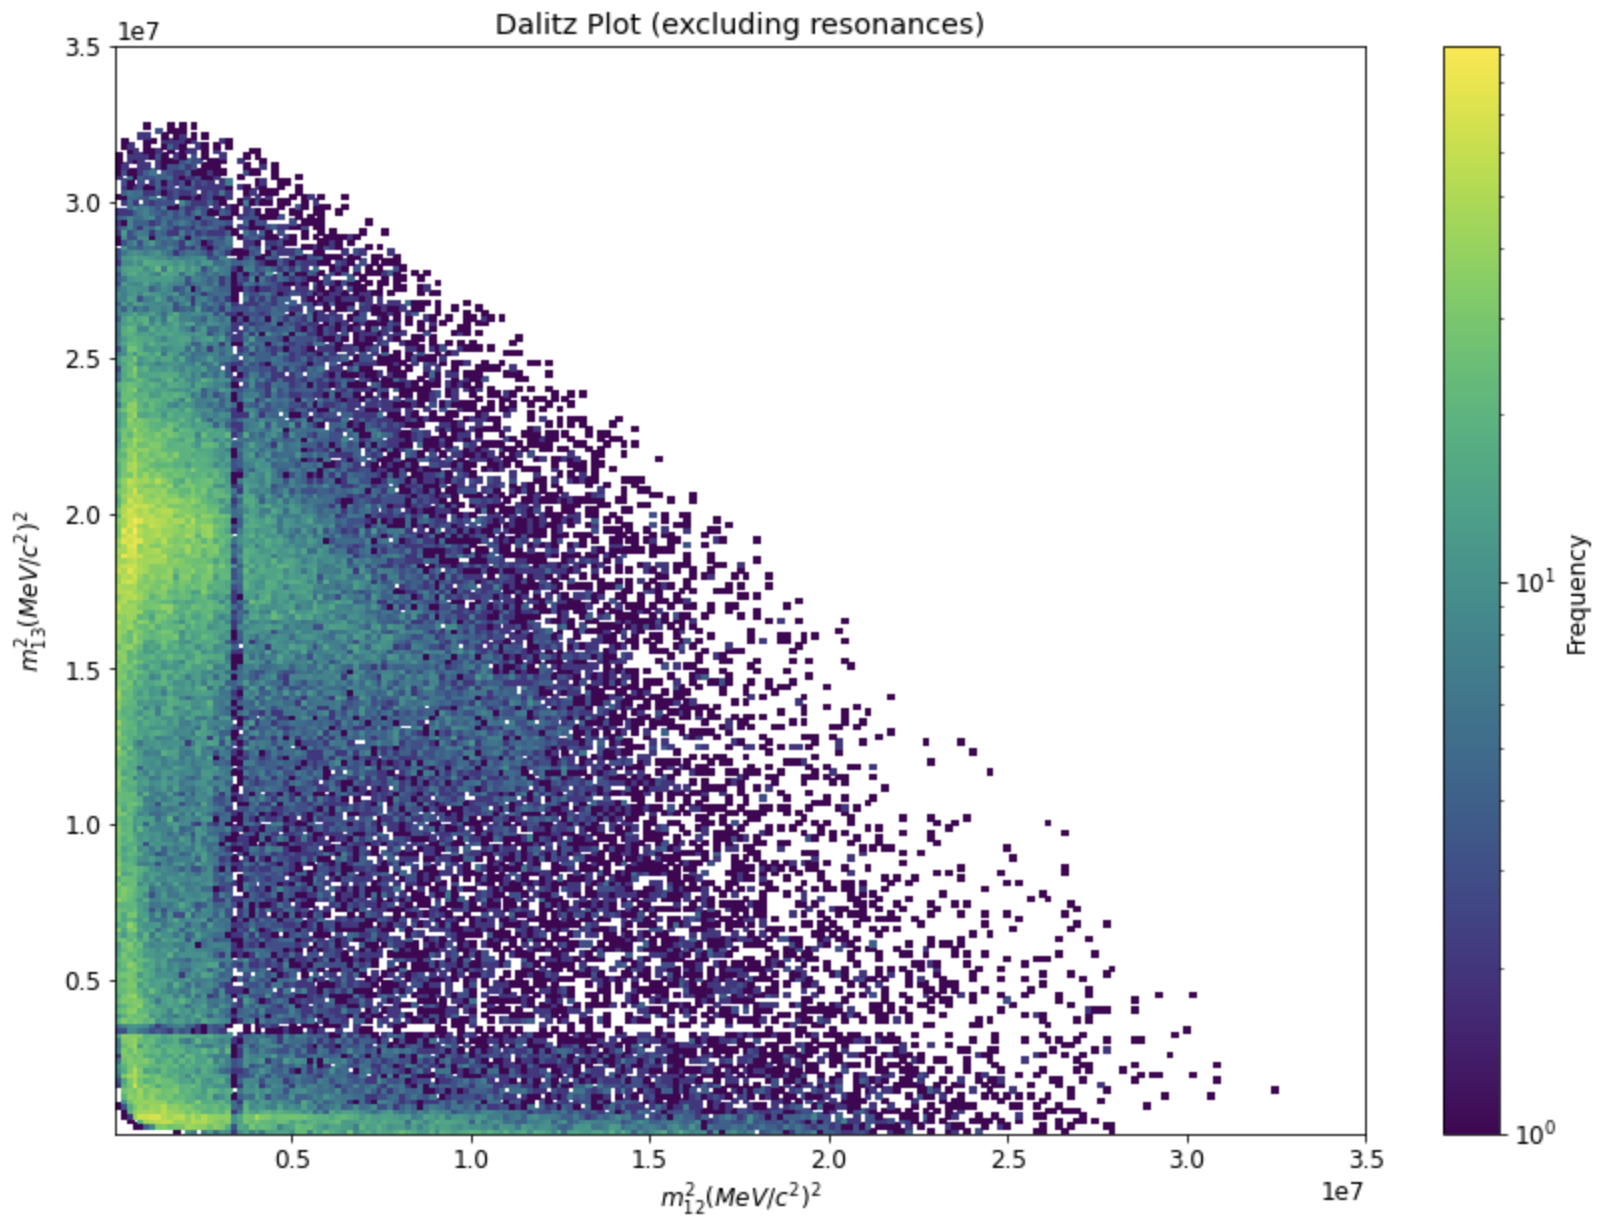 Dalitz Plot (excluding resonances)
1e7
3.5
3.0
2.5
2.0
1.5
1.0
0.5
m²₁₃(MeV/c²)²
0.5 1.0 1.5 2.0 2.5 3.0 3.5
1e7
m²₁₂(MeV/c²)²
10¹
10⁰
Frequency